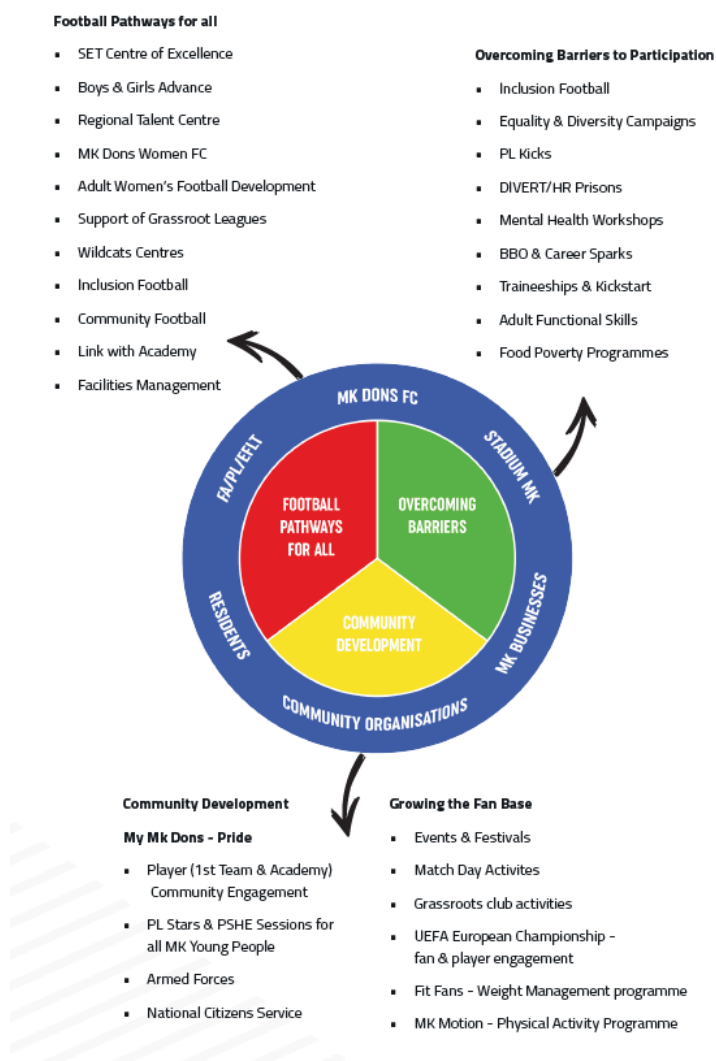 Football Pathways for all
SET Centre of Excellence
Boys & Girls Advance
Regional Talent Centre
MK Dons Women FC
Adult Women's Football Development
Support of Grassroot Leagues
Wildcats Centres
Inclusion Football
Community Football
Link with Academy
Facilities Management
Overcoming Barriers to Participation
Inclusion Football
Equality & Diversity Campaigns
PL Kicks
DIVERT/HR Prisons
Mental Health Workshops
BBO & Career Sparks
Traineeships & Kickstart
Adult Functional Skills
Food Poverty Programmes
MK DONS FC
STADIUM MK
MK BUSINESSES
COMMUNITY ORGANISATIONS
RESIDENTS
FA/PL/EFLT
FOOTBALL
PATHWAYS
FOR ALL
OVERCOMING
BARRIERS
COMMUNITY
DEVELOPMENT
Community Development
My Mk Dons - Pride
Player (1st Team & Academy)
Community Engagement
PL Stars & PSHE Sessions for
all MK Young People
Armed Forces
National Citizens Service
Growing the Fan Base
Events & Festivals
Match Day Activites
Grassroots club activities
UEFA European Championship -
fan & player engagement
Fit Fans - Weight Management programme
MK Motion - Physical Activity Programme